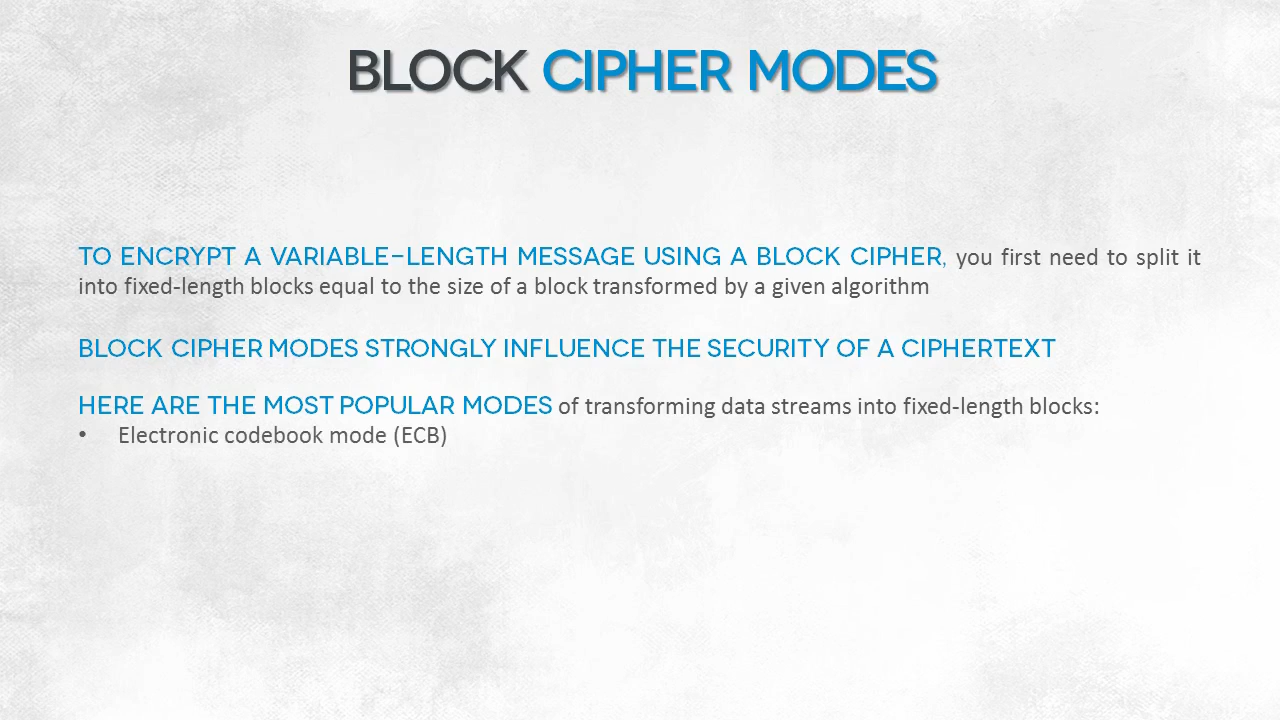 BLOCK CIPHER MODES
TO ENCRYPT A VARIABLE-LENGTH MESSAGE USING A BLOCK CIPHER, you first need to split it
into fixed-length blocks equal to the size of a block transformed by a given algorithm
BLOCK CIPHER MODES STRONGLY INFLUENCE THE SECURITY OF A CIPHERTEXT
HERE ARE THE MOST POPULAR MODES of transforming data streams into fixed-length blocks:
• Electronic codebook mode (ECB)